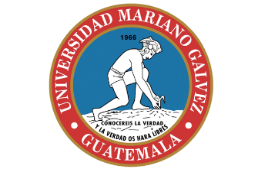 UNIVERSIDAD MARIANO GALVEZ
1966
CONOCEREIS LA VERDAD
Y LA VERDAD OS HARA LIBRES
GUATEMALA